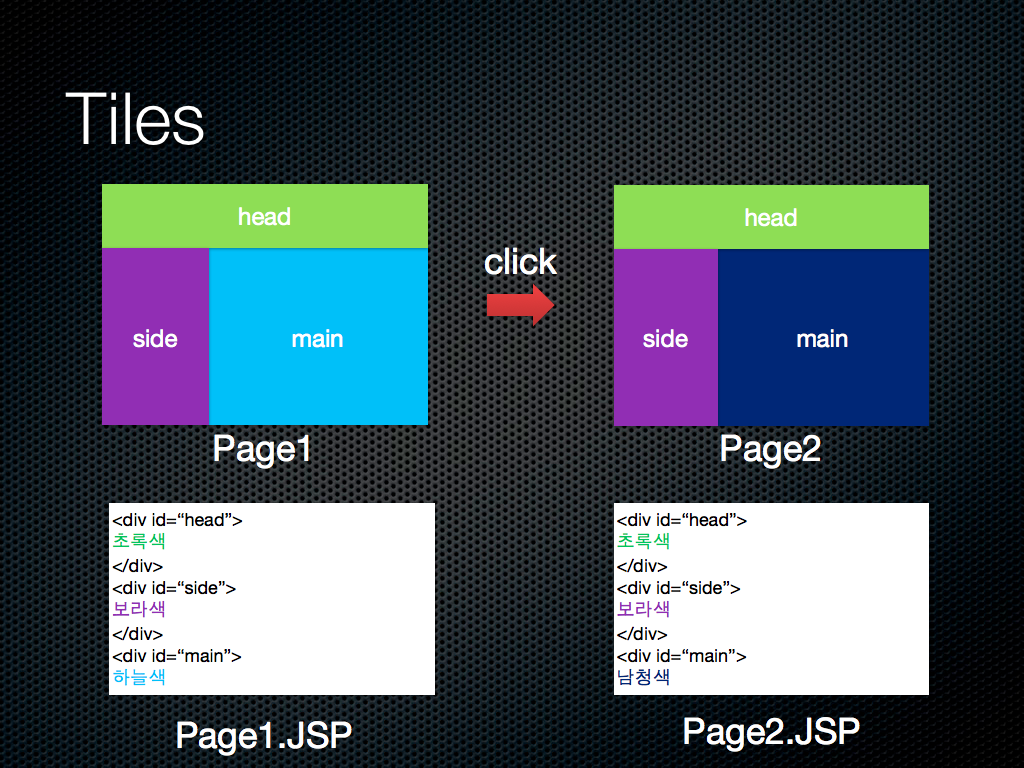 Tiles
head
side
main
Page1
click
head
side
main
Page2
<div id=“head”>
초록색
</div>
<div id=“side”>
보라색
</div>
<div id=“main”>
하늘색
Page1.JSP
<div id=“head”>
초록색
</div>
<div id=“side”>
보라색
</div>
<div id=“main”>
남청색
Page2.JSP